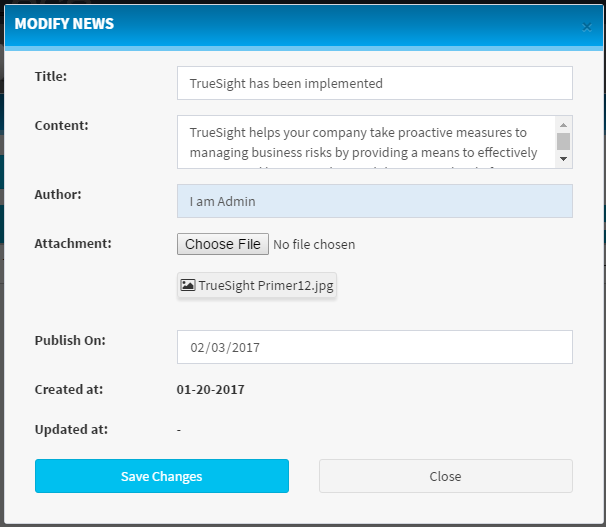 MODIFY NEWS
×
Title:
TrueSight has been implemented
Content:
TrueSight helps your company take proactive measures to
managing business risks by providing a means to effectively
Author:
I am Admin
Attachment:
Choose File No file chosen
TrueSight Primer12.jpg
Publish On:
02/03/2017
Created at:
01-20-2017
Updated at:
-
Save Changes
Close